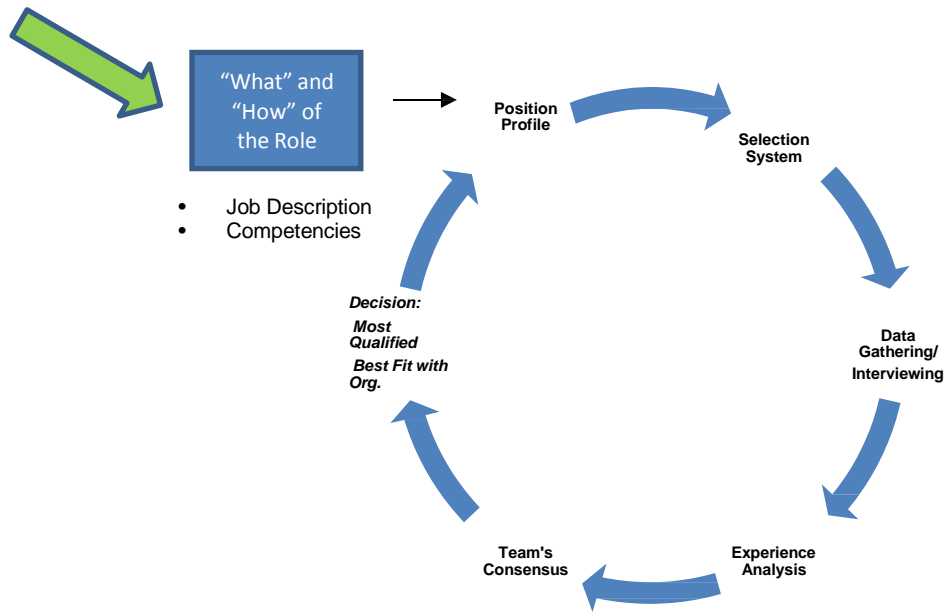 “What” and
“How” of
the Role
• Job Description
• Competencies
Position
Profile
Selection
System
Data
Gathering/
Interviewing
Experience
Analysis
Team's
Consensus
Decision:
Most
Qualified
Best Fit with
Org.